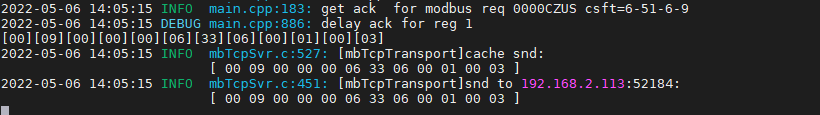 2022-05-06 14:05:15 INFO  main.cpp:183: get ack  for modbus req 0000CZUS csft=6-51-6-9
2022-05-06 14:05:15 DEBUG main.cpp:886: delay ack for reg 1
[00][09][00][00][00][06][33][06][00][01][00][03]
2022-05-06 14:05:15 INFO  mbTcpSvr.c:527: [mbTcpTransport]cache snd:
[ 00 09 00 00 00 06 33 06 00 01 00 03 ]
2022-05-06 14:05:15 INFO  mbTcpSvr.c:451: [mbTcpTransport]snd to 192.168.2.113:52184:
[ 00 09 00 00 00 06 33 06 00 01 00 03 ]